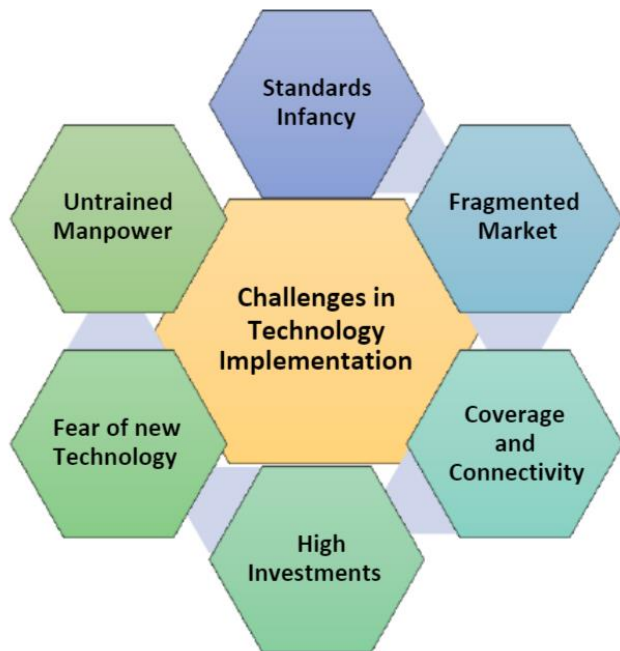 Standards
Infancy
Fragmented
Market
Coverage
and
Connectivity
High
Investments
Fear of new
Technology
Untrained
Manpower
Challenges in
Technology
Implementation